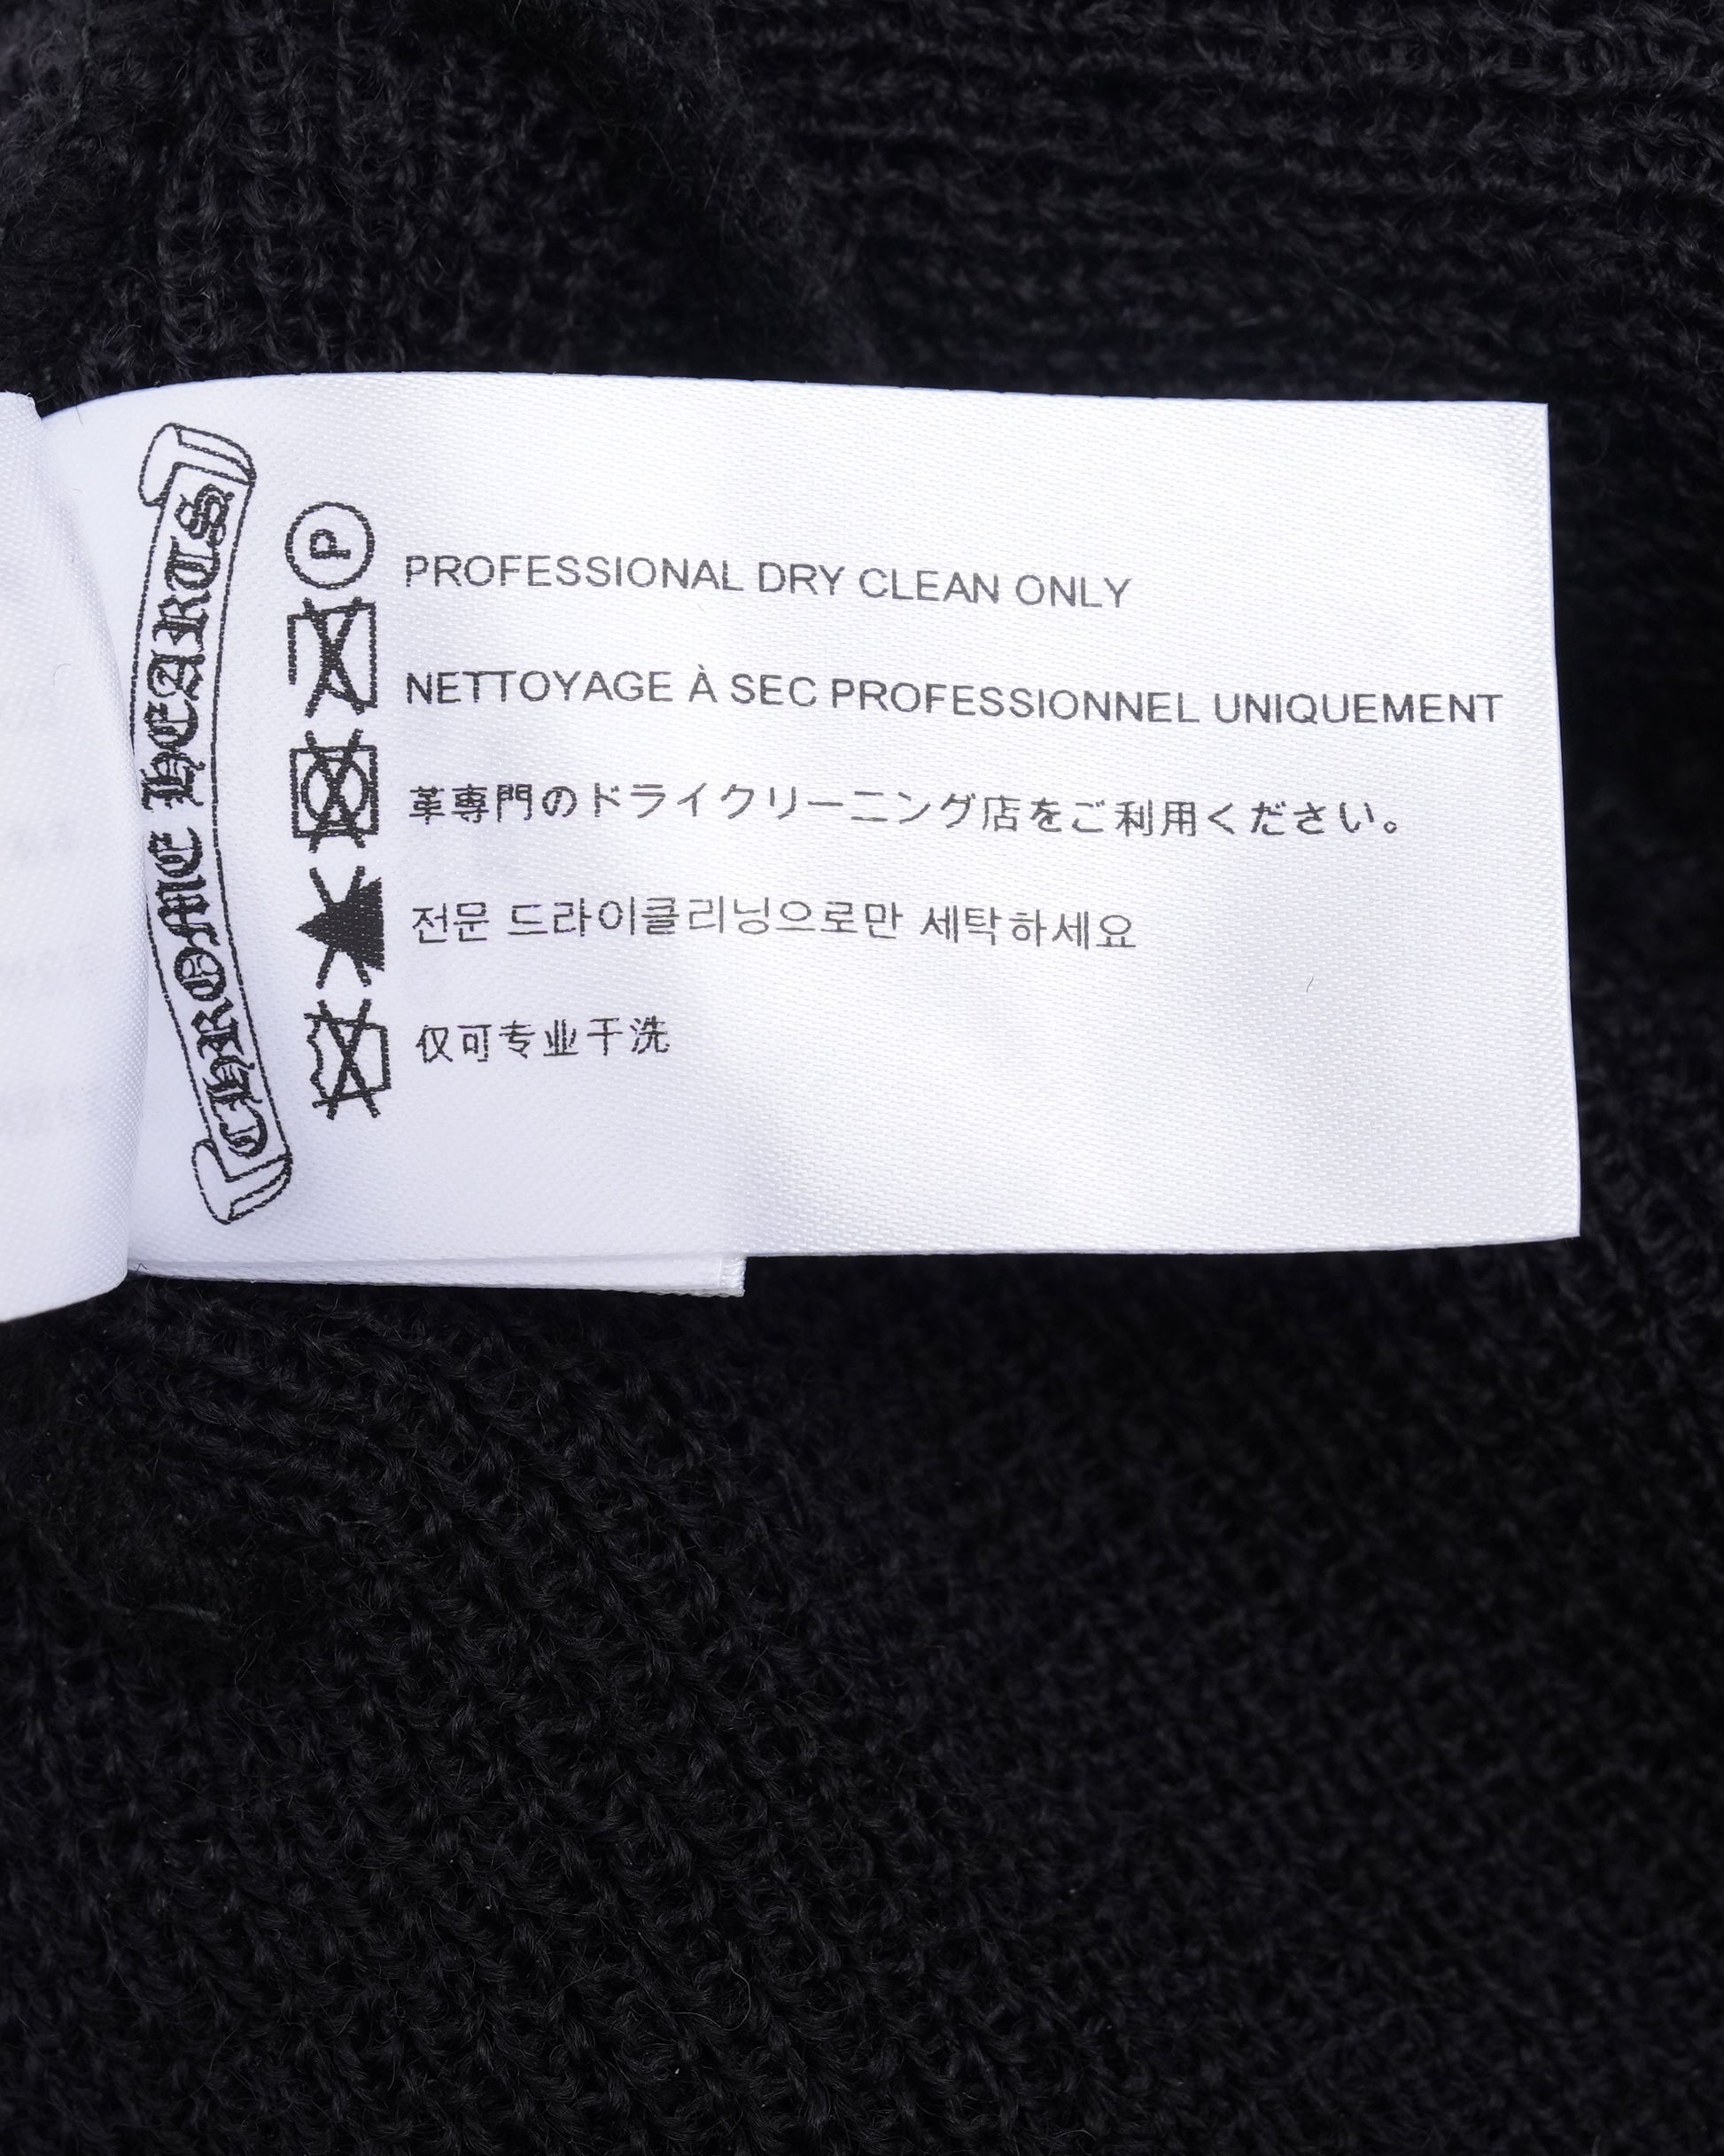 CHROME HEARTS
P
PROFESSIONAL DRY CLEAN ONLY
NETTOYAGE À SEC PROFESSIONNEL UNIQUEMENT
革専門のドライクリーニング店をご利用ください。
전문 드라이클리닝으로만 세탁하세요
仅可专业干洗